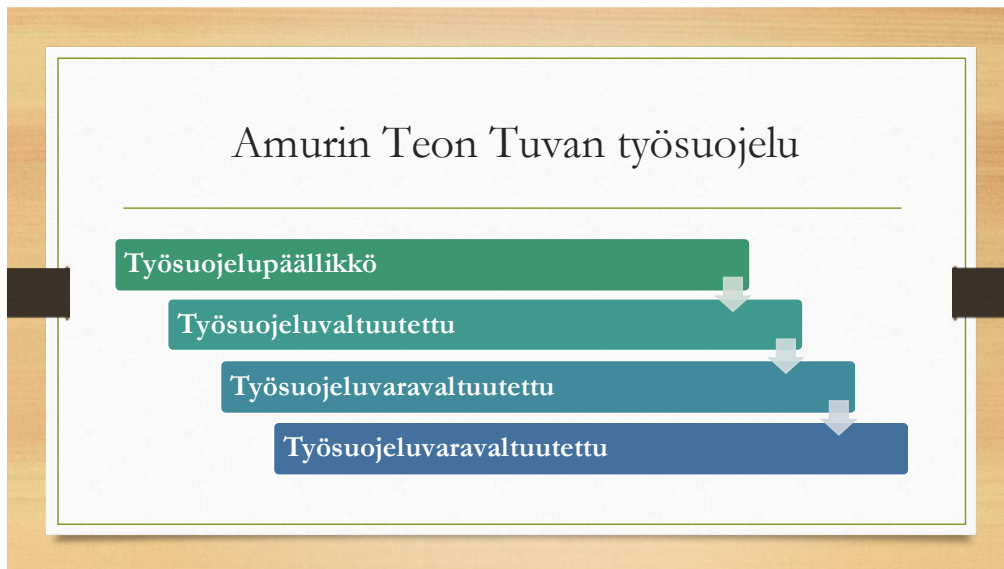 Amurin Teon Tuvan työsuojelu
Työsuojelupäällikkö
Työsuojeluvaltuutettu
Työsuojeluvaravaltuutettu
Työsuojeluvaravaltuutettu